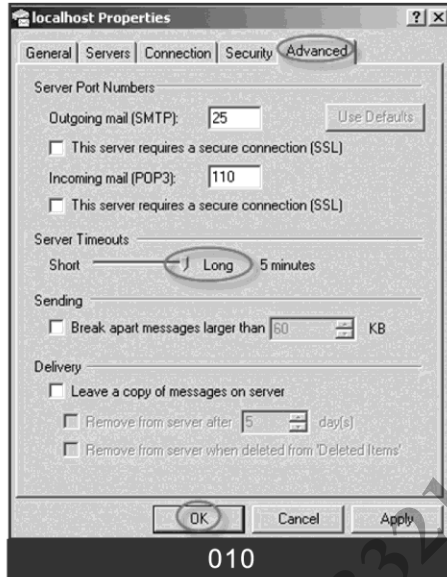 localhost Properties
General Servers Connection Security Advanced
Server Port Numbers
Outgoing mail (SMTP): 25 Use Defaults
This server requires a secure connection (SSL)
Incoming mail (POP3): 110
This server requires a secure connection (SSL)
Server Timeouts
Short Long 5 minutes
Sending
Break apart messages larger than 60 KB
Delivery
Leave a copy of messages on server
Remove from server after 5 day(s)
Remove from server when deleted from 'Deleted Items'
OK Cancel Apply
010